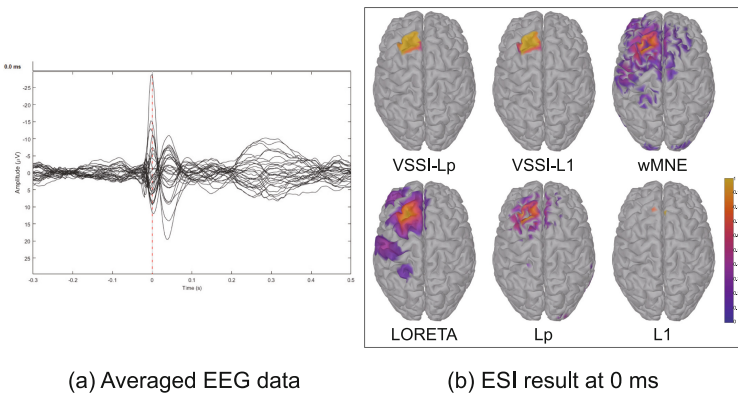 0.0 ms
-25
-20
-15
-10
-5
0
5
10
15
20
25
Amplitude (µV)
-0.3
-0.2
-0.1
0
0.1
0.2
0.3
0.4
0.5
Time (s)
VSSI-Lp
VSSI-L1
wMNE
LORETA
Lp
L1
(a) Averaged EEG data
(b) ESI result at 0 ms